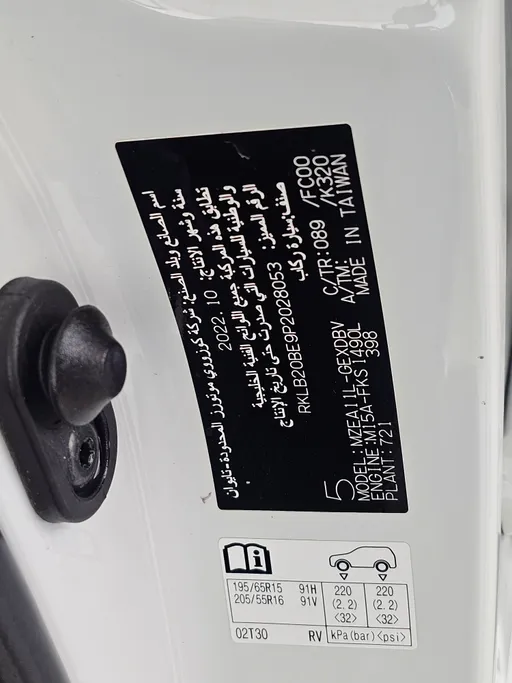 اسم الصانع وبلد الصنع: شركة كوزروي موتورز المحدودة-تايوان
سنة وشهر الإنتاج: 2022.10
تطابق هذه المركبة جميع اللوائح الفنية الخليجية
والوطنية للسيارات التي صدرت حتى تاريخ الإنتاج
الرقم المميز: RKLB20BE9P2028053
صنف:سيارة ركاب
5
MODEL:MZEA11L-GEXDBV C/TR:089 /FC00
ENGINE:M15A-FKS 1490L A/TM: /K320
PLANT:721 398 MADE IN TAIWAN
195/65R15 91H 220 220
205/55R16 91V (2.2) (2.2)
<32> <32>
02T30 RV kPa(bar)<psi>